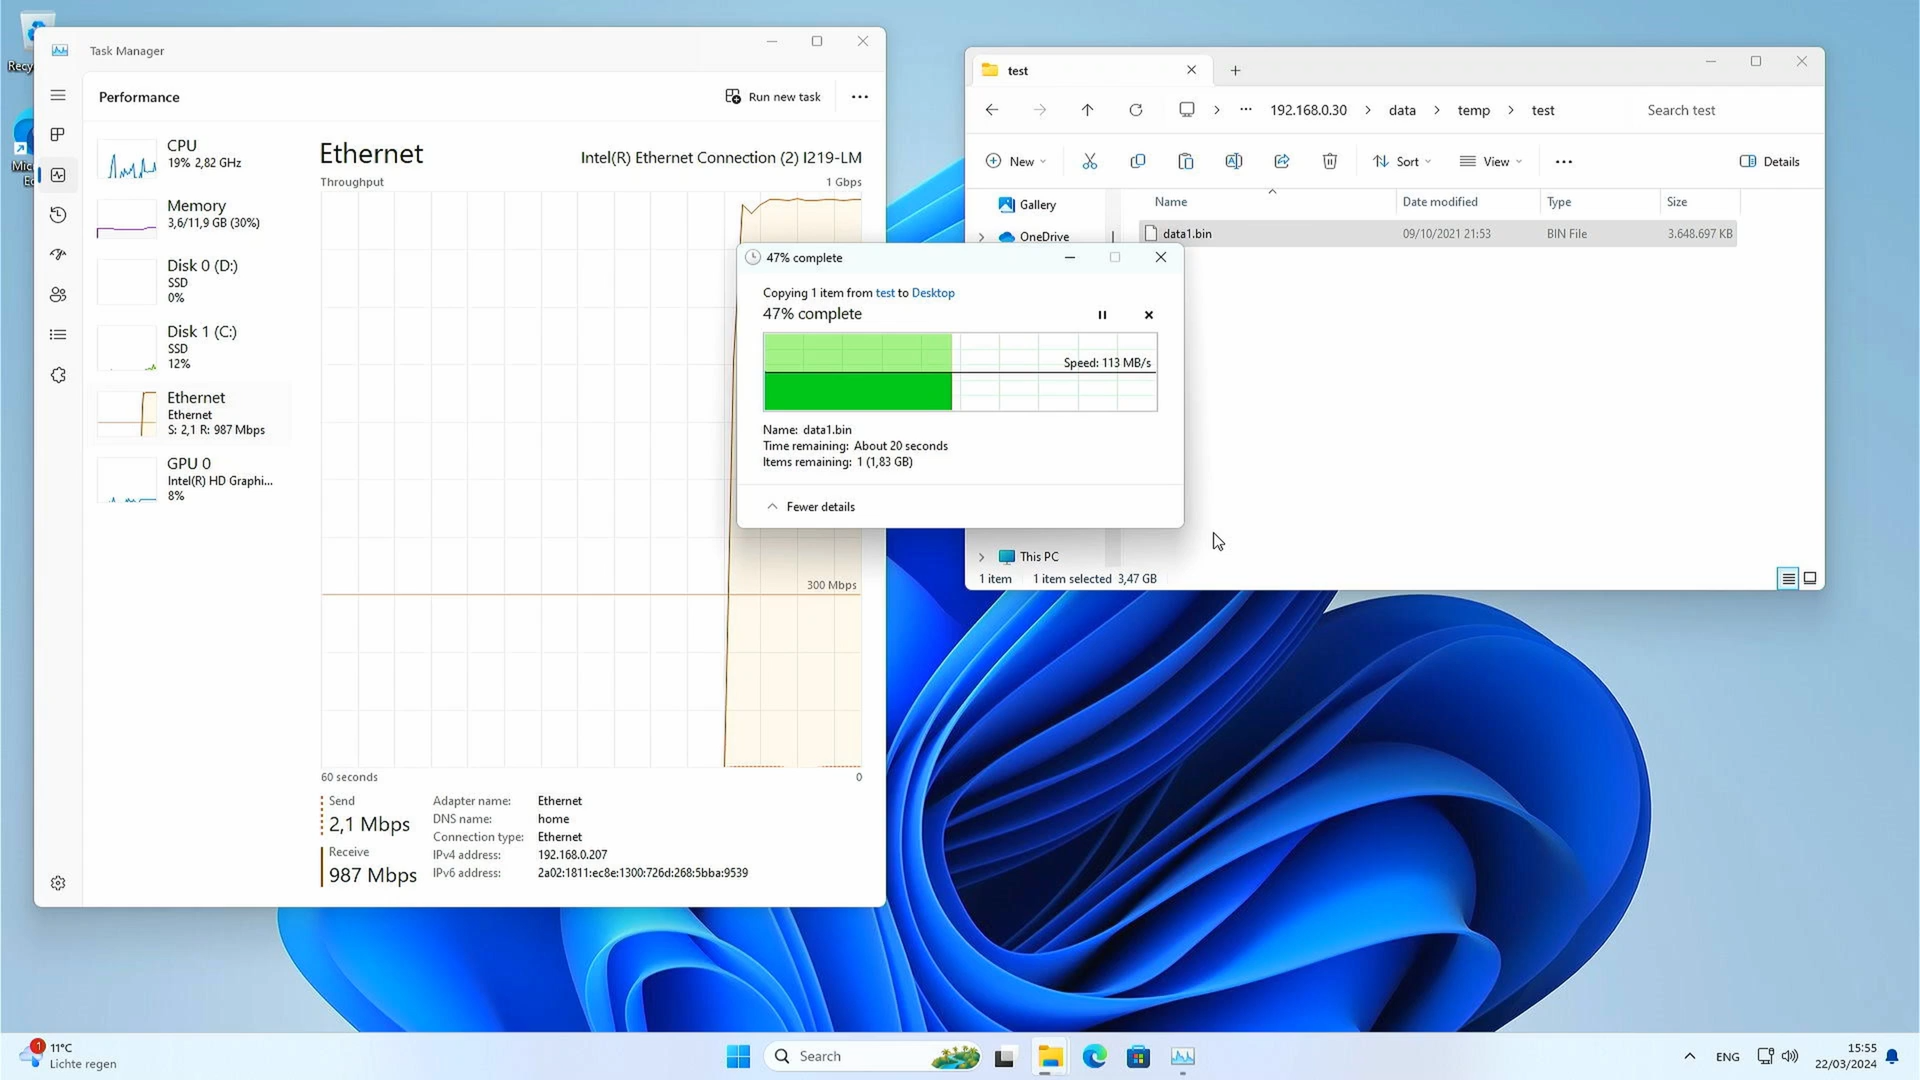 Recy
Mic
Ed
Task Manager
Performance
Run new task
CPU
19% 2,82 GHz
Memory
3,6/11,9 GB (30%)
Disk 0 (D:)
SSD
0%
Disk 1 (C:)
SSD
12%
Ethernet
Ethernet
S: 2,1 R: 987 Mbps
GPU 0
Intel(R) HD Graphi...
8%
Ethernet
Intel(R) Ethernet Connection (2) I219-LM
Throughput
1 Gbps
300 Mbps
60 seconds
0
Send
2,1 Mbps
Receive
987 Mbps
Adapter name: Ethernet
DNS name: home
Connection type: Ethernet
IPv4 address: 192.168.0.207
IPv6 address: 2a02:1811:ec8e:1300:726d:268:5bba:9539
47% complete
Copying 1 item from test to Desktop
47% complete
Speed: 113 MB/s
Name: data1.bin
Time remaining: About 20 seconds
Items remaining: 1 (1,83 GB)
Fewer details
test
192.168.0.30 > data > temp > test
Search test
New
Sort
View
Details
Gallery
OneDrive
This PC
Name
Date modified
Type
Size
data1.bin
09/10/2021 21:53
BIN File
3.648.697 KB
1 item
1 item selected 3,47 GB
1
11°C
Lichte regen
Search
ENG
15:55
22/03/2024